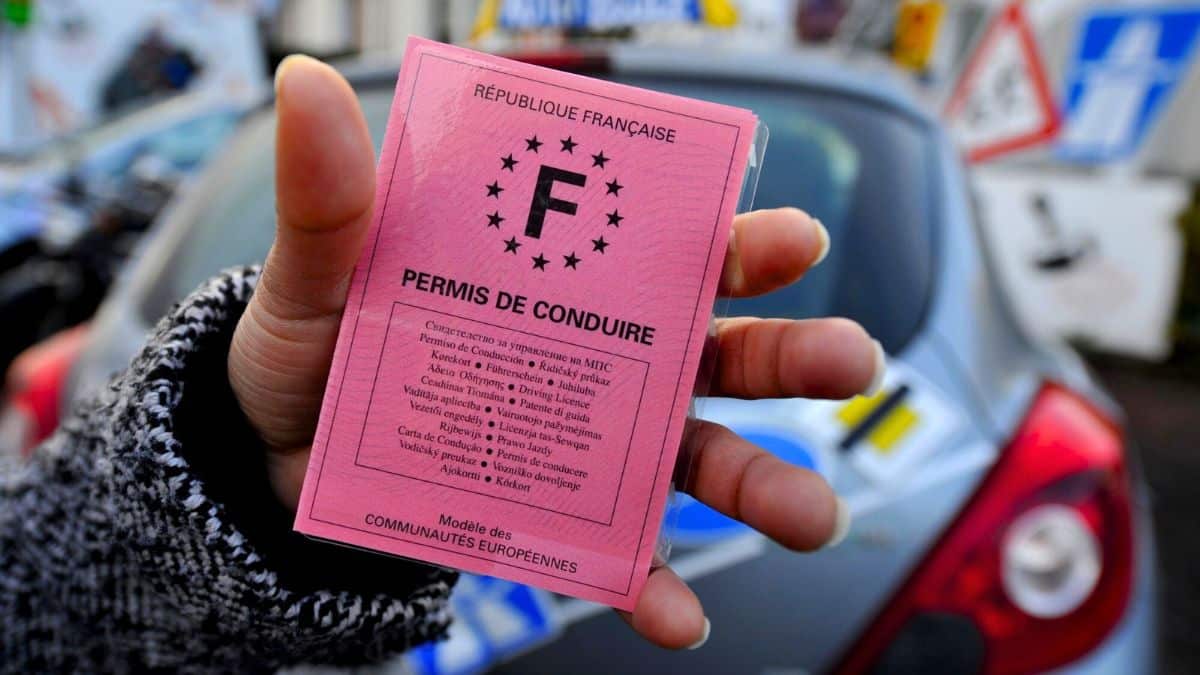 RÉPUBLIQUE FRANÇAISE
F
PERMIS DE CONDUIRE
Свидетелство за управление на МПС
Permiso de Conducción ● Řidičský průkaz
Kørekort ● Führerschein ● Juhiluba
Άδεια Οδήγησης ● Driving Licence
Ceadúnas Tiomána ● Patente di guida
Vadītāja apliecība ● Vairuotojo pažymėjimas
Vezetői engedély ● Liċenzja tas-Sewqan
Rijbewijs ● Prawo Jazdy
Carta de Condução ● Permis de conducere
Vodičský preukaz ● Vozniško dovoljenje
Ajokortti ● Körkort
Modèle des
COMMUNAUTÉS EUROPÉENNES